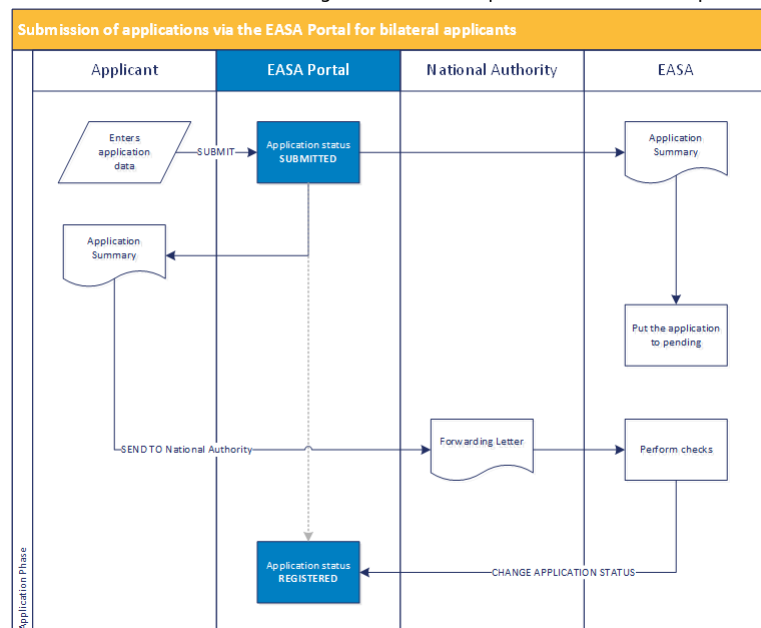 Submission of applications via the EASA Portal for bilateral applicants
Applicant
EASA Portal
National Authority
EASA
Enters
application
data
SUBMIT
Application status
SUBMITTED
Application
Summary
Application
Summary
Put the application
to pending
SEND TO National Authority
Forwarding Letter
Perform checks
Application status
REGISTERED
CHANGE APPLICATION STATUS
Application Phase